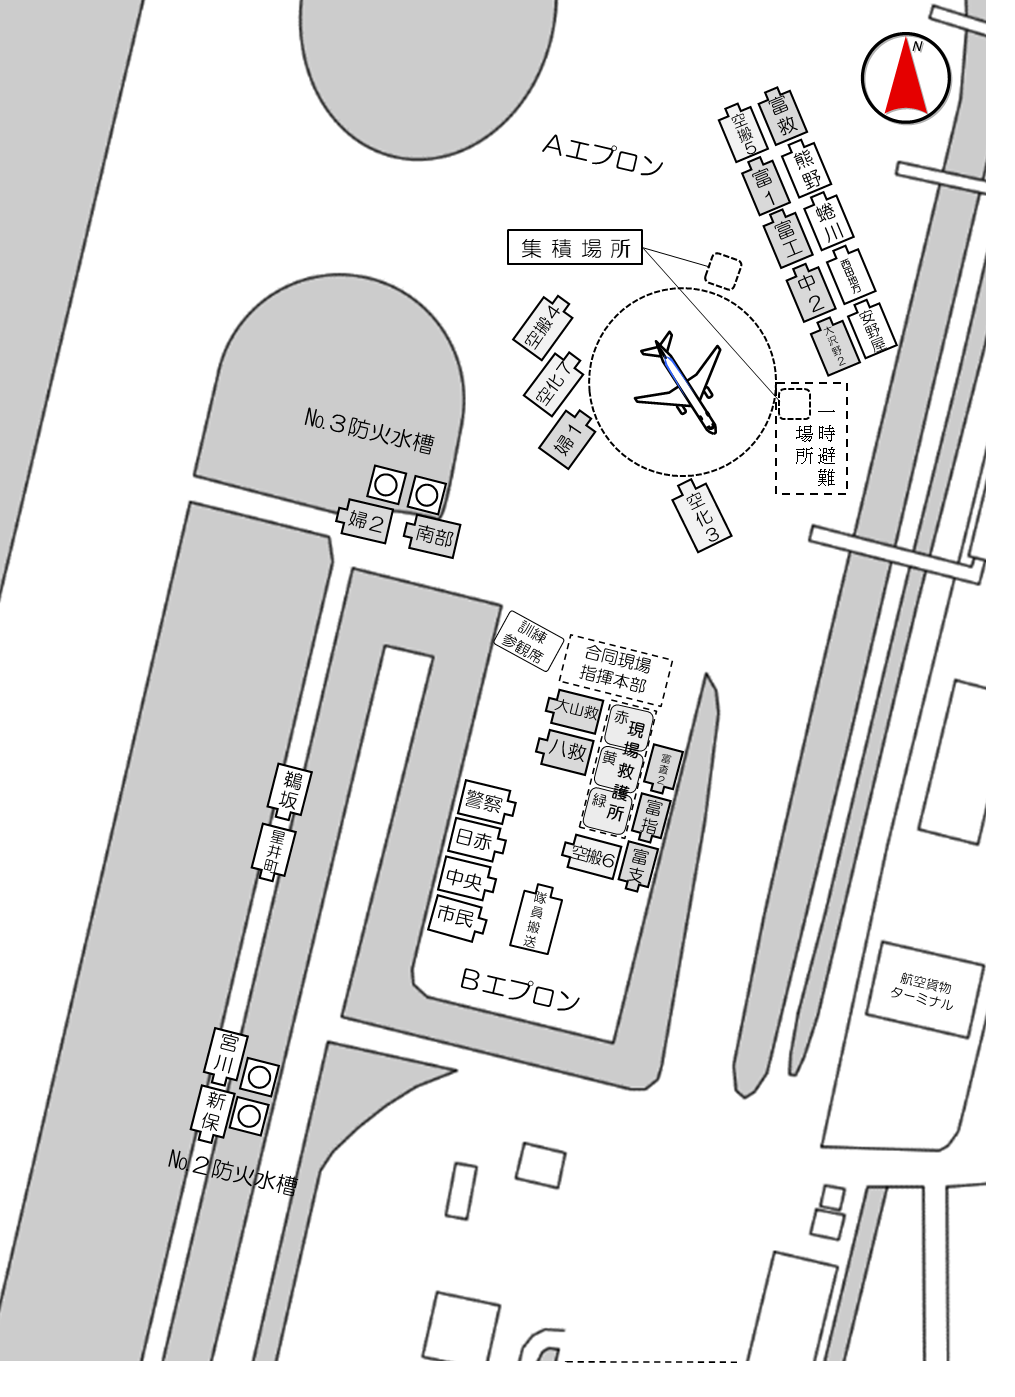 N
Aエプロン
富救
空搬5
熊野
富1
蜷川
富工
西田地方
中2
安野屋
大沢野2
集積場所
空搬4
空化7
婦1
一時避難
場所
空化3
No.3防火水槽
婦2
南部
訓練
参観席
合同現場
指揮本部
大山救
八救
赤
黄
緑
現場救護所
富直2
富指
富支
空搬6
警察
日赤
中央
市民
隊員搬送
Bエプロン
鵜坂
星井町
宮川
新保
No.2防火水槽
航空貨物
ターミナル